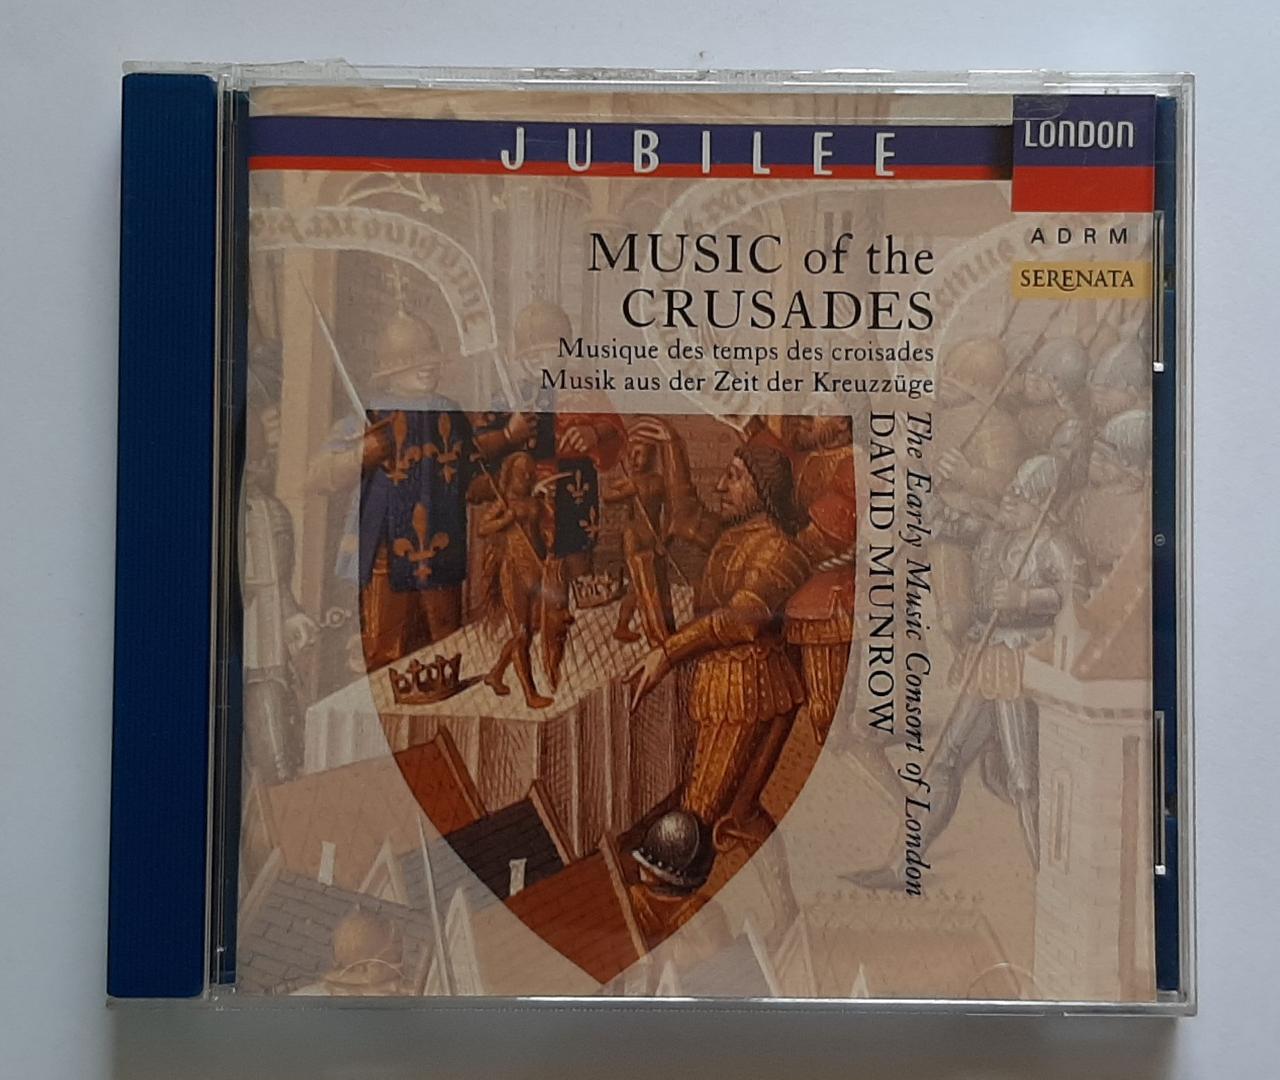 JUBILEE
LONDON
ADRM
SERENATA
MUSIC of the
CRUSADES
Musique des temps des croisades
Musik aus der Zeit der Kreuzzüge
The Early Music Consort of London
DAVID MUNROW